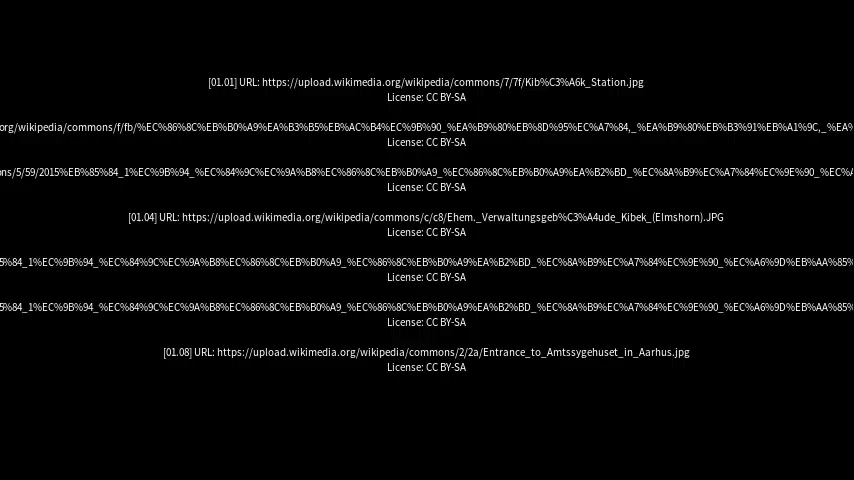 [01.01] URL: https://upload.wikimedia.org/wikipedia/commons/7/7f/Kib%C3%A6k_Station.jpg
License: CC BY-SA
org/wikipedia/commons/f/fb/%EC%86%8C%EB%B0%A9%EA%B3%B5%EB%AC%B4%EC%9B%90_%EA%B9%80%EB%8D%95%EC%A7%84,_%EA%B9%80%EB%B3%91%EB%A1%9C,_%EA%
License: CC BY-SA
ons/5/59/2015%EB%85%84_1%EC%9B%94_%EC%84%9C%EC%9A%B8%EC%86%8C%EB%B0%A9_%EC%86%8C%EB%B0%A9%EA%B2%BD_%EC%8A%B9%EC%A7%84%EC%9E%90_%EC%A
License: CC BY-SA
[01.04] URL: https://upload.wikimedia.org/wikipedia/commons/c/c8/Ehem._Verwaltungsgeb%C3%A4ude_Kibek_(Elmshorn).JPG
License: CC BY-SA
5%84_1%EC%9B%94_%EC%84%9C%EC%9A%B8%EC%86%8C%EB%B0%A9_%EC%86%8C%EB%B0%A9%EA%B2%BD_%EC%8A%B9%EC%A7%84%EC%9E%90_%EC%A6%9D%EB%AA%85%
License: CC BY-SA
5%84_1%EC%9B%94_%EC%84%9C%EC%9A%B8%EC%86%8C%EB%B0%A9_%EC%86%8C%EB%B0%A9%EA%B2%BD_%EC%8A%B9%EC%A7%84%EC%9E%90_%EC%A6%9D%EB%AA%85%
License: CC BY-SA
[01.08] URL: https://upload.wikimedia.org/wikipedia/commons/2/2a/Entrance_to_Amtssygehuset_in_Aarhus.jpg
License: CC BY-SA